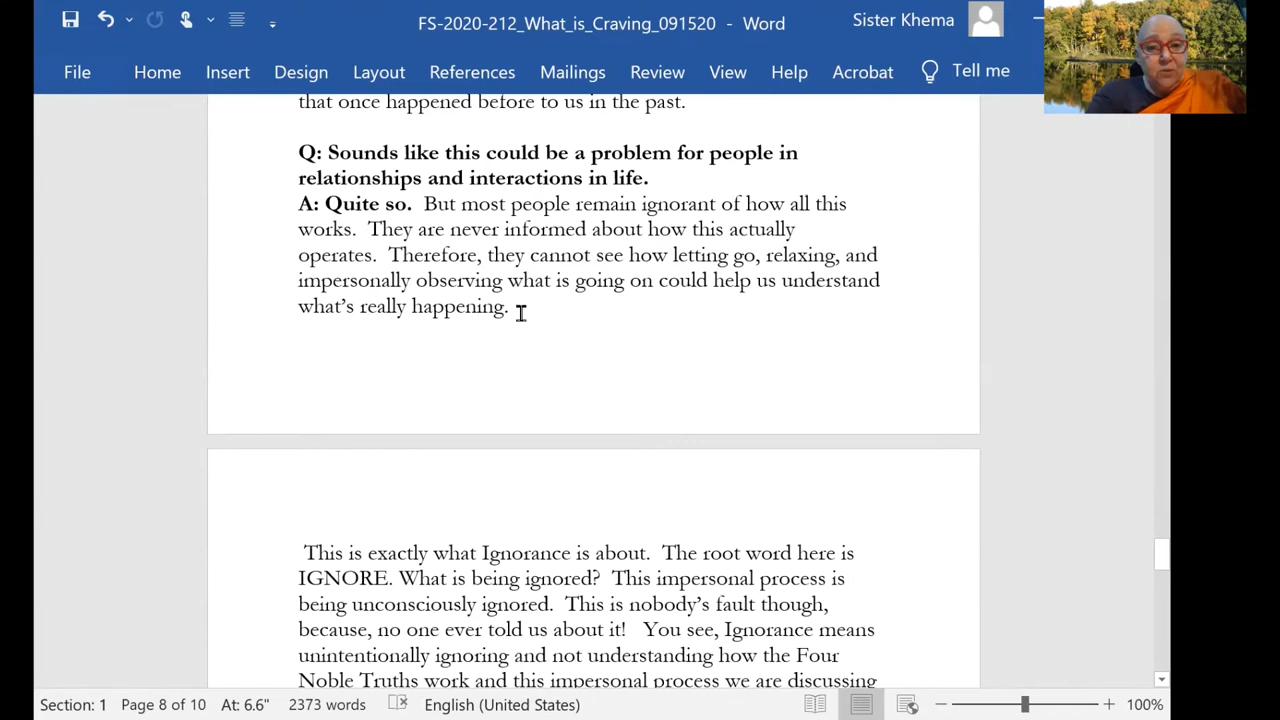 FS-2020-212_What_is_Craving_091520 - Word
Sister Khema
File Home Insert Design Layout References Mailings Review View Help Acrobat Tell me
that once happened before to us in the past.
Q: Sounds like this could be a problem for people in
relationships and interactions in life.
A: Quite so. But most people remain ignorant of how all this
works. They are never informed about how this actually
operates. Therefore, they cannot see how letting go, relaxing, and
impersonally observing what is going on could help us understand
what's really happening.
This is exactly what Ignorance is about. The root word here is
IGNORE. What is being ignored? This impersonal process is
being unconsciously ignored. This is nobody's fault though,
because, no one ever told us about it! You see, Ignorance means
unintentionally ignoring and not understanding how the Four
Noble Truths work and this impersonal process we are discussing
Section: 1 Page 8 of 10 At: 6.6" 2373 words English (United States) 100%